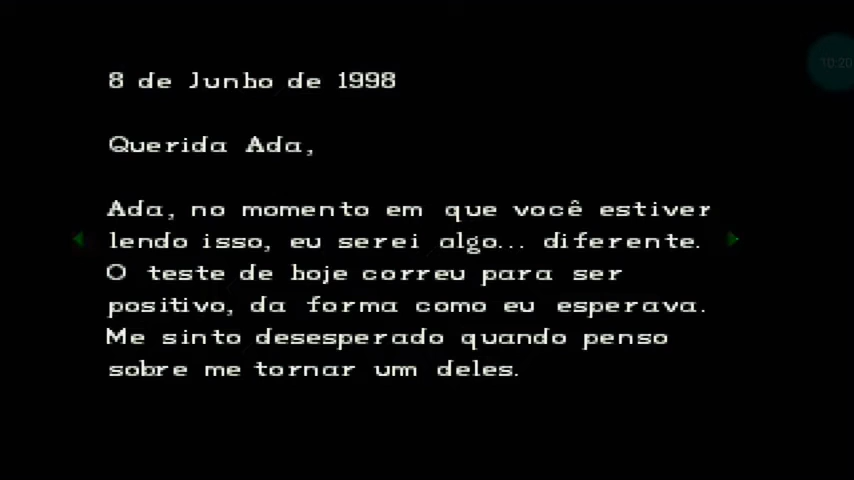 10:20
8 de Junho de 1998
Querida Ada,
Ada, no momento em que você estiver
lendo isso, eu serei algo... diferente.
O teste de hoje correu para ser
positivo, da forma como eu esperava.
Me sinto desesperado quando penso
sobre me tornar um deles.